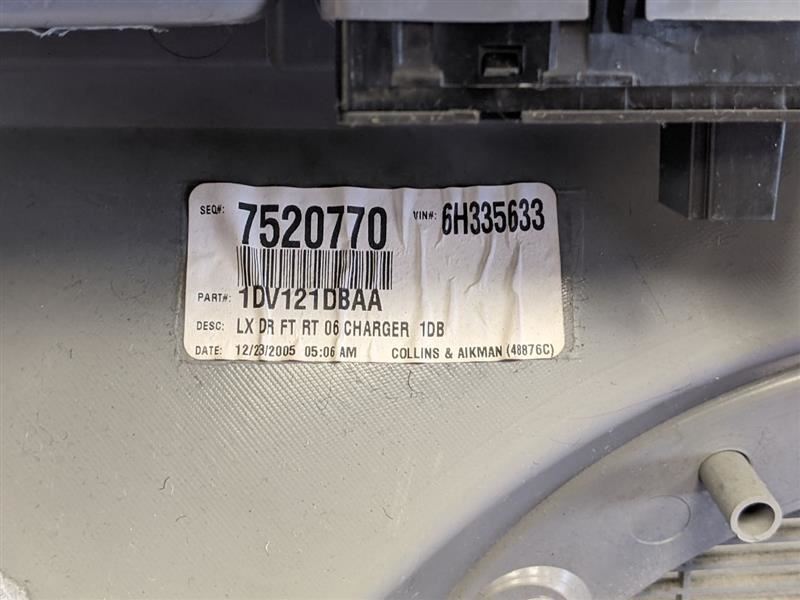 SEQ#: 7520770 VIN#: 6H335633
PART#: 1DV121DBAA
DESC: LX DR FT RT 06 CHARGER 1DB
DATE: 12/23/2005 05:06 AM COLLINS & AIKMAN (48876C)